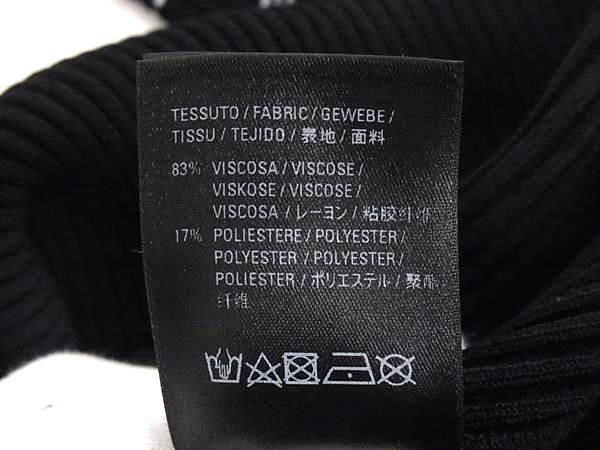 TESSUTO / FABRIC / GEWEBE /
TISSU / TEJIDO / 表地 / 面料
83% VISCOSA / VISCOSE /
VISKOSE / VISCOSE /
VISCOSA / レーヨン / 粘胶纤维
17% POLIESTERE / POLYESTER /
POLYESTER / POLYESTER /
POLIESTER / ポリエステル / 聚酯
纤维